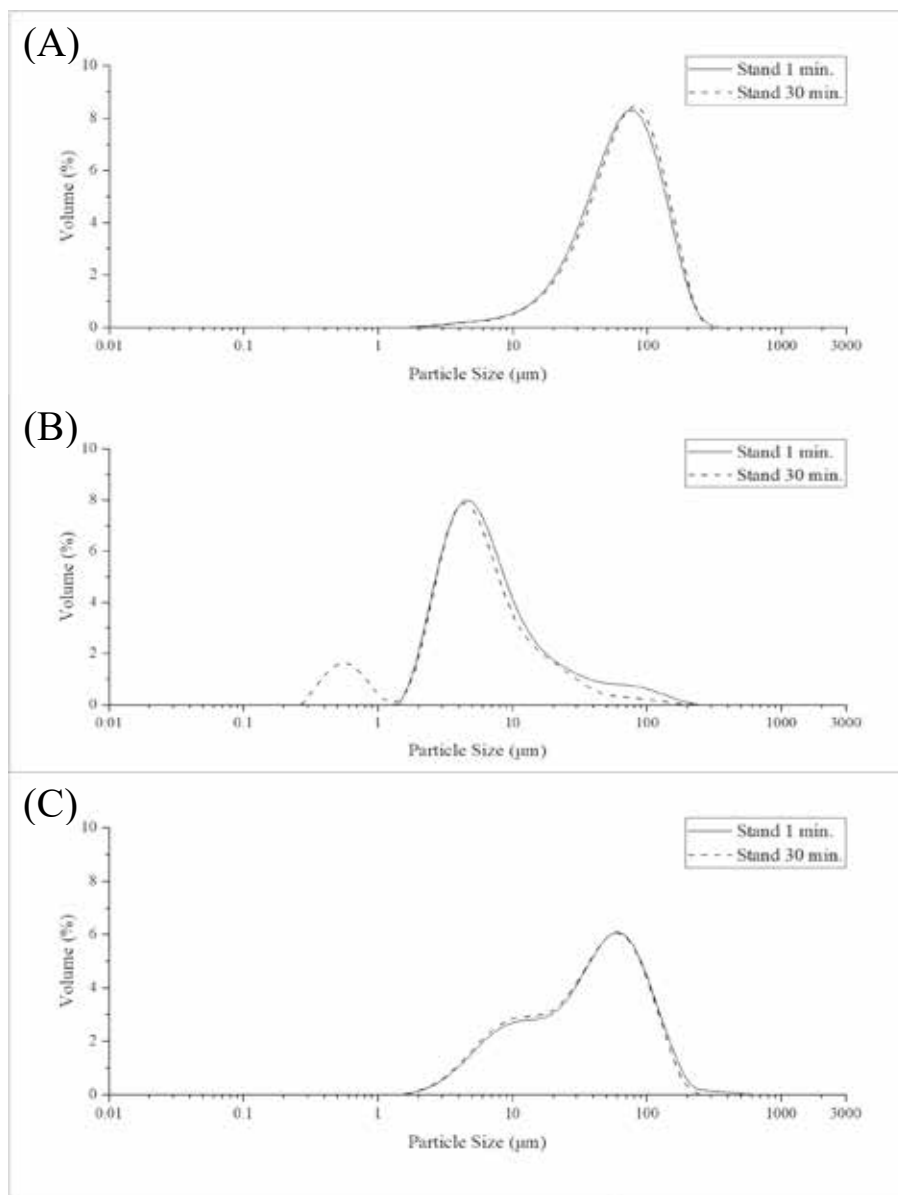 (A)
10
8
6
4
2
0
Volume (%)
Stand 1 min.
Stand 30 min.
0.01 0.1 1 10 100 1000 3000
Particle Size (μm)
(B)
10
8
6
4
2
0
Volume (%)
Stand 1 min.
Stand 30 min.
0.01 0.1 1 10 100 1000 3000
Particle Size (μm)
(C)
10
8
6
4
2
0
Volume (%)
Stand 1 min.
Stand 30 min.
0.01 0.1 1 10 100 1000 3000
Particle Size (μm)